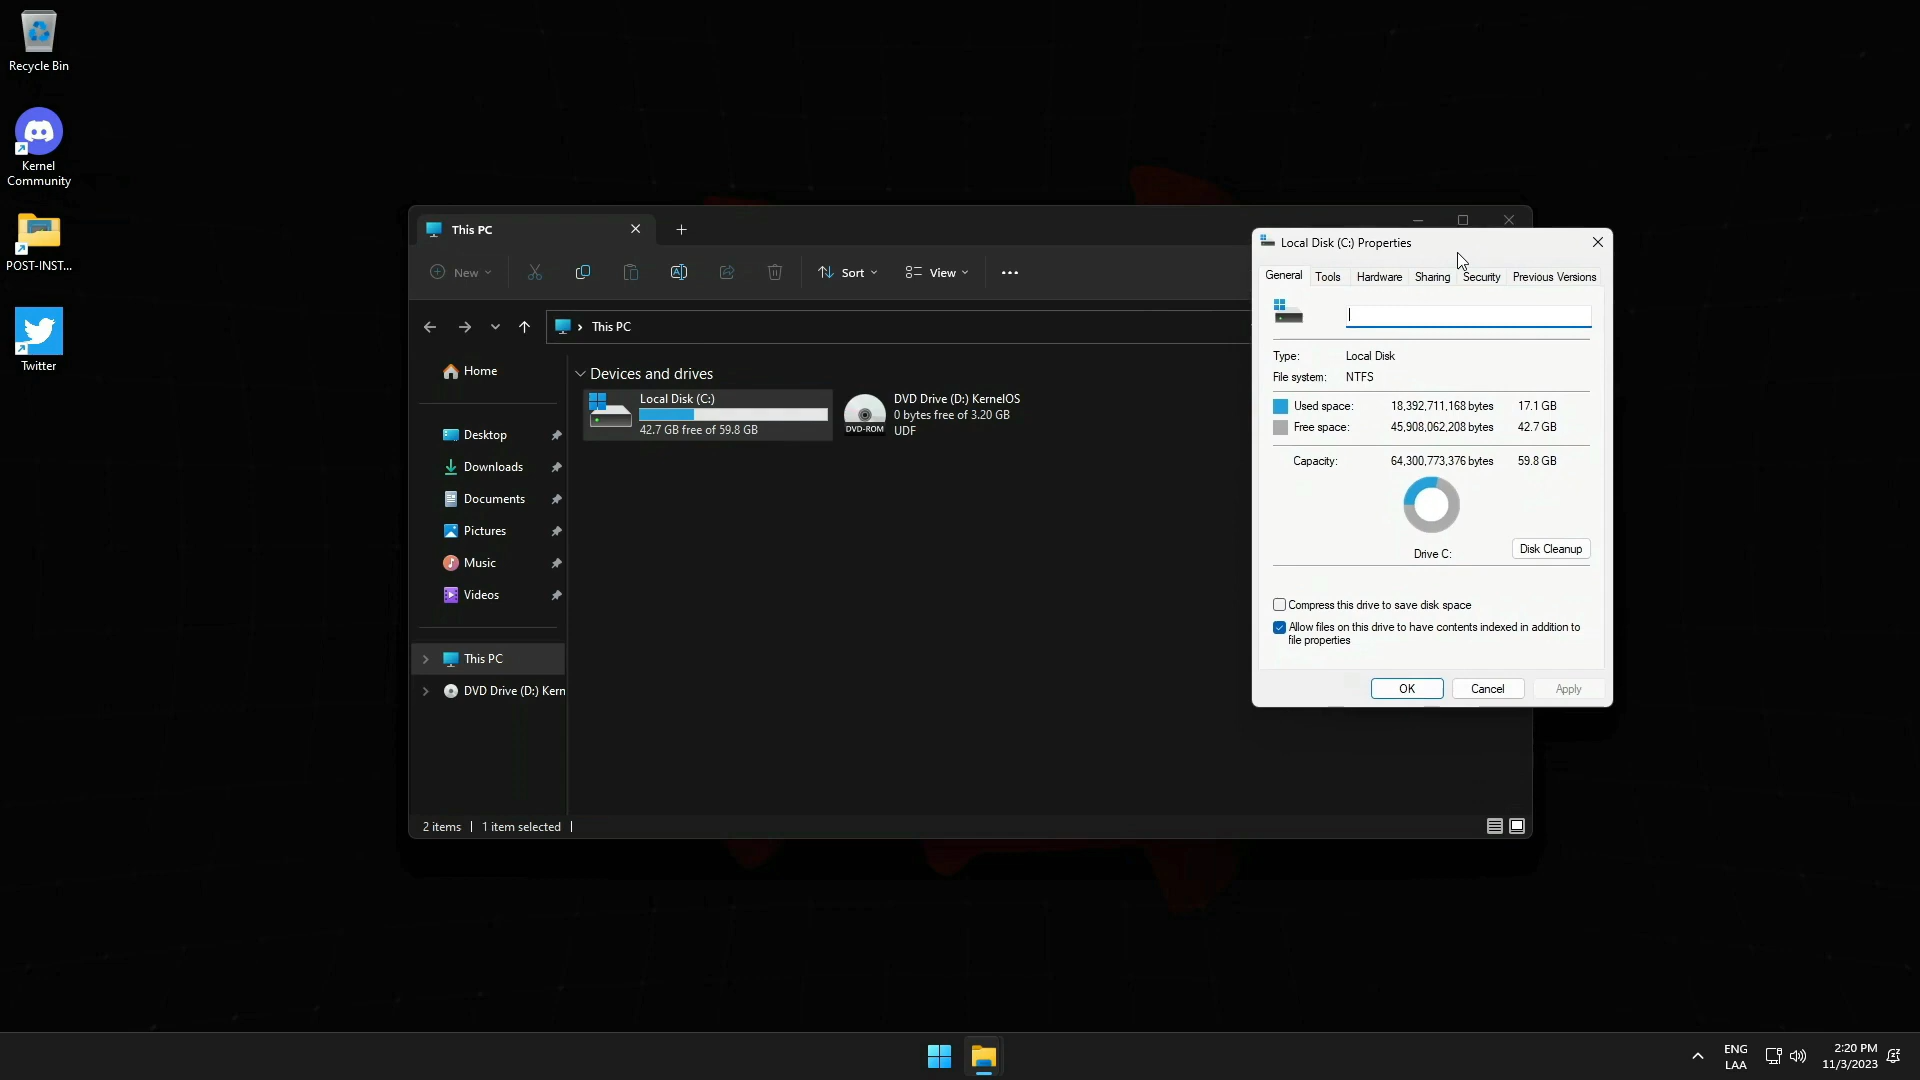 Recycle Bin
Kernel
Community
POST-INST...
Twitter
This PC
New
Sort
View
This PC
Home
Desktop
Downloads
Documents
Pictures
Music
Videos
This PC
DVD Drive (D:) Kern
Devices and drives
Local Disk (C:)
42.7 GB free of 59.8 GB
DVD-ROM
DVD Drive (D:) KernelOS
0 bytes free of 3.20 GB
UDF
2 items
1 item selected
Local Disk (C:) Properties
General Tools Hardware Sharing Security Previous Versions
Type: Local Disk
File system: NTFS
Used space: 18,392,711,168 bytes 17.1 GB
Free space: 45,908,062,208 bytes 42.7 GB
Capacity: 64,300,773,376 bytes 59.8 GB
Drive C:
Disk Cleanup
Compress this drive to save disk space
Allow files on this drive to have contents indexed in addition to
file properties
OK Cancel Apply
ENG
LAA
2:20 PM
11/3/2023